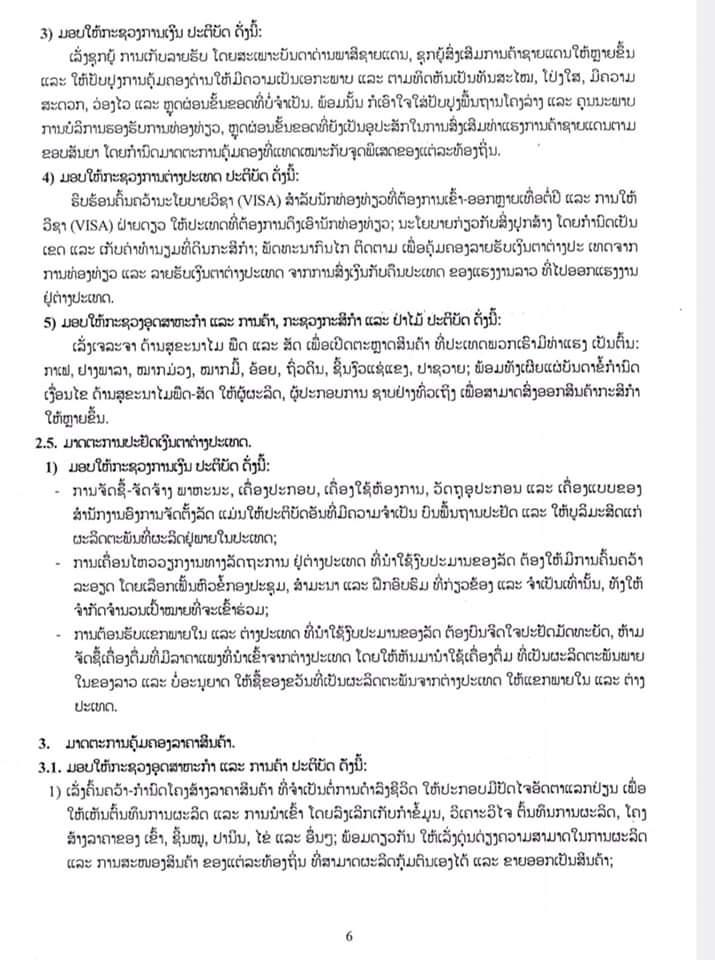 3) ມອບໃຫ້ກະຊວງການເງິນ ປະຕິບັດ ດັ່ງນີ້:
ເລັ່ງຊຸກຍູ້ ການເກັບລາຍຮັບ ໂດຍສະເພາະບັນດາດ່ານພາສີຊາຍແດນ, ຊຸກຍູ້ສົ່ງເສີມການຄ້າຊາຍແດນໃຫ້ຫຼາຍຂຶ້ນ
ແລະ ໃຫ້ປັບປຸງການຄຸ້ມຄອງດ່ານໃຫ້ມີຄວາມເປັນເອກະພາບ ແລະ ຕາມທິດຫັນເປັນທັນສະໄໝ, ໂປ່ງໃສ, ມີຄວາມ
ສະດວກ, ວ່ອງໄວ ແລະ ຫຼຸດຜ່ອນຂັ້ນຂອດທີ່ບໍ່ຈຳເປັນ. ພ້ອມນັ້ນ ກໍເອົາໃຈໃສ່ປັບປຸງພື້ນຖານໂຄງລ່າງ ແລະ ຄຸນນະພາບ
ການບໍລິການຮອງຮັບການທ່ອງທ່ຽວ, ຫຼຸດຜ່ອນຂັ້ນຂອດທີ່ຍັງເປັນອຸປະສັກໃນການສົ່ງເສີມທ່າແຮງການຄ້າຊາຍແດນຕາມ
ຂອບສັນຍາ ໂດຍກຳນົດມາດຕະການຄຸ້ມຄອງທີ່ແທດເໝາະກັບຈຸດພິເສດຂອງແຕ່ລະທ້ອງຖິ່ນ.
4) ມອບໃຫ້ກະຊວງການຕ່າງປະເທດ ປະຕິບັດ ດັ່ງນີ້:
ຮີບຮ້ອນຄົ້ນຄວ້ານະໂຍບາຍວີຊາ (VISA) ສຳລັບນັກທ່ອງທ່ຽວທີ່ຕ້ອງການເຂົ້າ-ອອກຫຼາຍເທື່ອຕໍ່ປີ ແລະ ການໃຫ້
ວີຊາ (VISA) ຝ່າຍດຽວ ໃຫ້ປະເທດທີ່ຕ້ອງການດຶງເອົານັກທ່ອງທ່ຽວ; ນະໂຍບາຍກ່ຽວກັບສິ່ງປຸກສ້າງ ໂດຍກຳນົດເປັນ
ເຂດ ແລະ ເກັບຄ່າທຳນຽມທີ່ດິນກະສິກຳ; ພັດທະນາກົນໄກ ຕິດຕາມ ເພື່ອຄຸ້ມຄອງລາຍຮັບເງິນຕາຕ່າງປະ ເທດຈາກ
ການທ່ອງທ່ຽວ ແລະ ລາຍຮັບເງິນຕາຕ່າງປະເທດ ຈາກການສົ່ງເງິນກັບຄືນປະເທດ ຂອງແຮງງານລາວ ທີ່ໄປອອກແຮງງານ
ຢູ່ຕ່າງປະເທດ.
5) ມອບໃຫ້ກະຊວງອຸດສາຫະກຳ ແລະ ການຄ້າ, ກະຊວງກະສິກຳ ແລະ ປ່າໄມ້ ປະຕິບັດ ດັ່ງນີ້:
ເລັ່ງເຈລະຈາ ດ້ານສຸຂະນາໄມ ພືດ ແລະ ສັດ ເພື່ອເປີດຕະຫຼາດສິນຄ້າ ທີ່ປະເທດພວກເຮົາມີທ່າແຮງ ເປັນຕົ້ນ:
ກາເຟ, ຢາງພາລາ, ໝາກມ່ວງ, ໝາກມີ້, ອ້ອຍ, ຖົ່ວດິນ, ຊີ້ນງົວແຊ່ແຂງ, ປາຊວາຍ; ພ້ອມທັງເຜີຍແຜ່ບັນດາຂໍ້ກຳນົດ
ເງື່ອນໄຂ ດ້ານສຸຂະນາໄມພືດ-ສັດ ໃຫ້ຜູ້ຜະລິດ, ຜູ້ປະກອບການ ຊາບຢ່າງທົ່ວເຖິງ ເພື່ອສາມາດສົ່ງອອກສິນຄ້າກະສິກຳ
ໃຫ້ຫຼາຍຂຶ້ນ.
2.5. ມາດຕະການປະຢັດເງິນຕາຕ່າງປະເທດ.
1) ມອບໃຫ້ກະຊວງການເງິນ ປະຕິບັດ ດັ່ງນີ້:
- ການຈັດຊື້-ຈັດຈ້າງ ພາຫະນະ, ເຄື່ອງປະກອບ, ເຄື່ອງໃຊ້ຫ້ອງການ, ວັດຖຸອຸປະກອນ ແລະ ເຄື່ອງແບບຂອງ
ສຳນັກງານອົງການຈັດຕັ້ງລັດ ແມ່ນໃຫ້ປະຕິບັດອັນທີ່ມີຄວາມຈຳເປັນ ບົນພື້ນຖານປະຢັດ ແລະ ໃຫ້ບູລິມະສິດແກ່
ຜະລິດຕະພັນທີ່ຜະລິດຢູ່ພາຍໃນປະເທດ;
- ການເຄື່ອນໄຫວວຽກງານທາງລັດຖະການ ຢູ່ຕ່າງປະເທດ ທີ່ນຳໃຊ້ງົບປະມານຂອງລັດ ຕ້ອງໃຫ້ມີການຄົ້ນຄວ້າ
ລະອຽດ ໂດຍເລືອກເຟັ້ນຫົວຂໍ້ກອງປະຊຸມ, ສຳມະນາ ແລະ ຝຶກອົບຮົມ ທີ່ກ່ຽວຂ້ອງ ແລະ ຈຳເປັນເທົ່ານັ້ນ, ທັງໃຫ້
ຈຳກັດຈຳນວນເປົ້າໝາຍທີ່ຈະເຂົ້າຮ່ວມ;
- ການຕ້ອນຮັບແຂກພາຍໃນ ແລະ ຕ່າງປະເທດ ທີ່ນຳໃຊ້ງົບປະມານຂອງລັດ ຕ້ອງບົນຈິດໃຈປະຢັດມັດທະຍັດ, ຫ້າມ
ຈັດຊື້ເຄື່ອງດື່ມທີ່ມີລາຄາແພງທີ່ນຳເຂົ້າຈາກຕ່າງປະເທດ ໂດຍໃຫ້ຫັນມານຳໃຊ້ເຄື່ອງດື່ມ ທີ່ເປັນຜະລິດຕະພັນພາຍ
ໃນຂອງລາວ ແລະ ບໍ່ອະນຸຍາດ ໃຫ້ຊື້ຂອງຂວັນທີ່ເປັນຜະລິດຕະພັນຈາກຕ່າງປະເທດ ໃຫ້ແຂກພາຍໃນ ແລະ ຕ່າງ
ປະເທດ.
3. ມາດຕະການຄຸ້ມຄອງລາຄາສິນຄ້າ.
3.1. ມອບໃຫ້ກະຊວງອຸດສາຫະກຳ ແລະ ການຄ້າ ປະຕິບັດ ດັ່ງນີ້:
1) ເລັ່ງຄົ້ນຄວ້າ-ກຳນົດໂຄງສ້າງລາຄາສິນຄ້າ ທີ່ຈຳເປັນຕໍ່ການດຳລົງຊີວິດ ໃຫ້ປະກອບມີປັດໄຈອັດຕາແລກປ່ຽນ ເພື່ອ
ໃຫ້ເຫັນຕົ້ນທຶນການຜະລິດ ແລະ ການນຳເຂົ້າ ໂດຍລົງເລິກເກັບກຳຂໍ້ມູນ, ວິເຄາະວິໄຈ ຕົ້ນທຶນການຜະລິດ, ໂຄງ
ສ້າງລາຄາຂອງ ເຂົ້າ, ຊີ້ນໝູ, ປານິນ, ໄຂ່ ແລະ ອື່ນໆ; ພ້ອມດຽວກັນ ໃຫ້ເລັ່ງດຸ່ນດ່ຽງຄວາມສາມາດໃນການຜະລິດ
ແລະ ການສະໜອງສິນຄ້າ ຂອງແຕ່ລະທ້ອງຖິ່ນ ທີ່ສາມາດຜະລິດກຸ້ມຕົນເອງໄດ້ ແລະ ຂາຍອອກເປັນສິນຄ້າ;
6